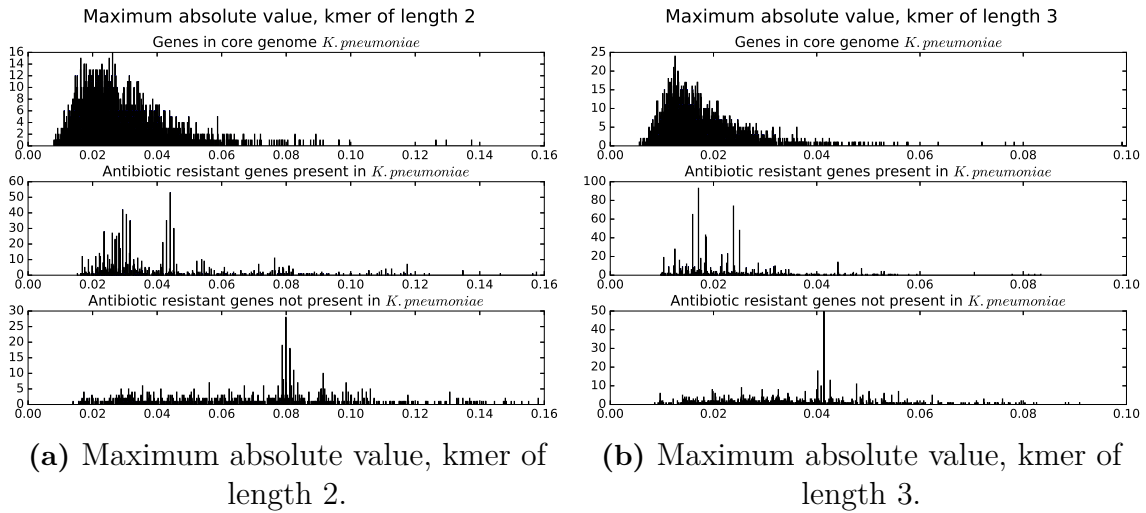 Maximum absolute value, kmer of length 2
Genes in core genome K.pneumoniae
16
14
12
10
8
6
4
2
0
0.00 0.02 0.04 0.06 0.08 0.10 0.12 0.14 0.16
Antibiotic resistant genes present in K.pneumoniae
60
50
40
30
20
10
0
0.00 0.02 0.04 0.06 0.08 0.10 0.12 0.14 0.16
Antibiotic resistant genes not present in K.pneumoniae
30
25
20
15
10
5
0
0.00 0.02 0.04 0.06 0.08 0.10 0.12 0.14 0.16
(a) Maximum absolute value, kmer of
length 2.
Maximum absolute value, kmer of length 3
Genes in core genome K.pneumoniae
25
20
15
10
5
0
0.00 0.02 0.04 0.06 0.08 0.10
Antibiotic resistant genes present in K.pneumoniae
100
80
60
40
20
0
0.00 0.02 0.04 0.06 0.08 0.10
Antibiotic resistant genes not present in K.pneumoniae
50
40
30
20
10
0
0.00 0.02 0.04 0.06 0.08 0.10
(b) Maximum absolute value, kmer of
length 3.